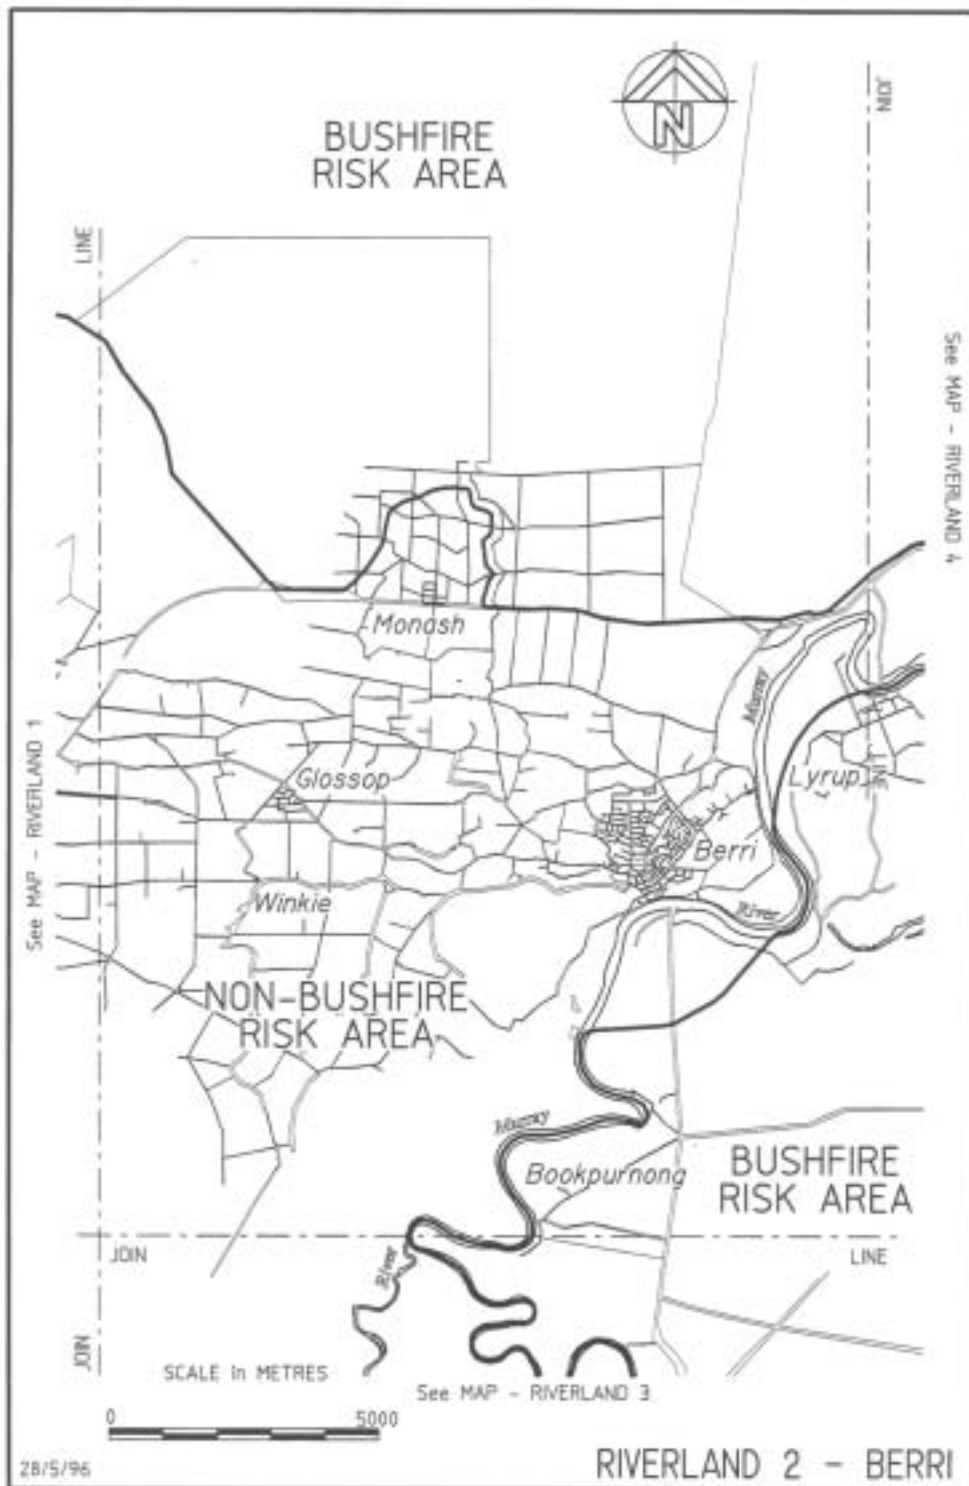 N
JOIN
BUSHFIRE
RISK AREA
LINE
See MAP - RIVERLAND 4
Monash
Murray
See MAP - RIVERLAND 1
Glossop
Lyrup
LINE
Berri
Winkie
River
NON-BUSHFIRE
RISK AREA
Murray
BUSHFIRE
RISK AREA
Bookpurnong
JOIN
LINE
River
JOIN
SCALE in METRES
See MAP - RIVERLAND 3
0 5000
28/5/96
RIVERLAND 2 - BERRI